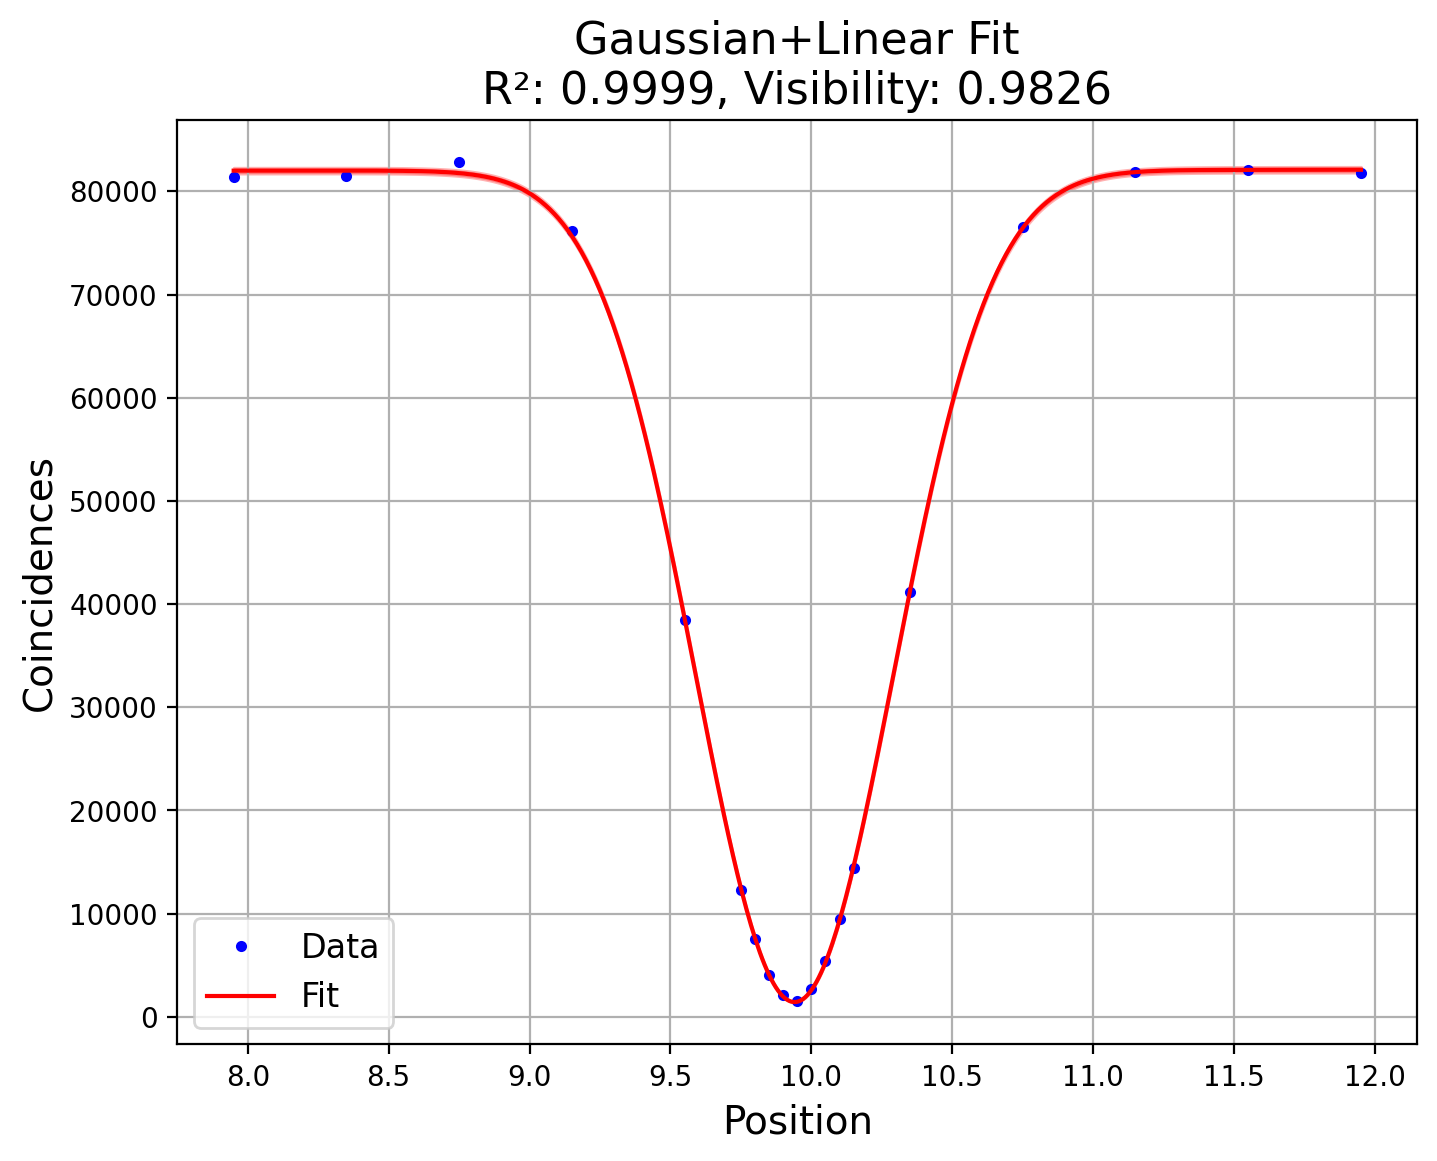 Gaussian+Linear Fit
R²: 0.9999, Visibility: 0.9826
Coincidences
80000
70000
60000
50000
40000
30000
20000
10000
0
Data
Fit
8.0 8.5 9.0 9.5 10.0 10.5 11.0 11.5 12.0
Position